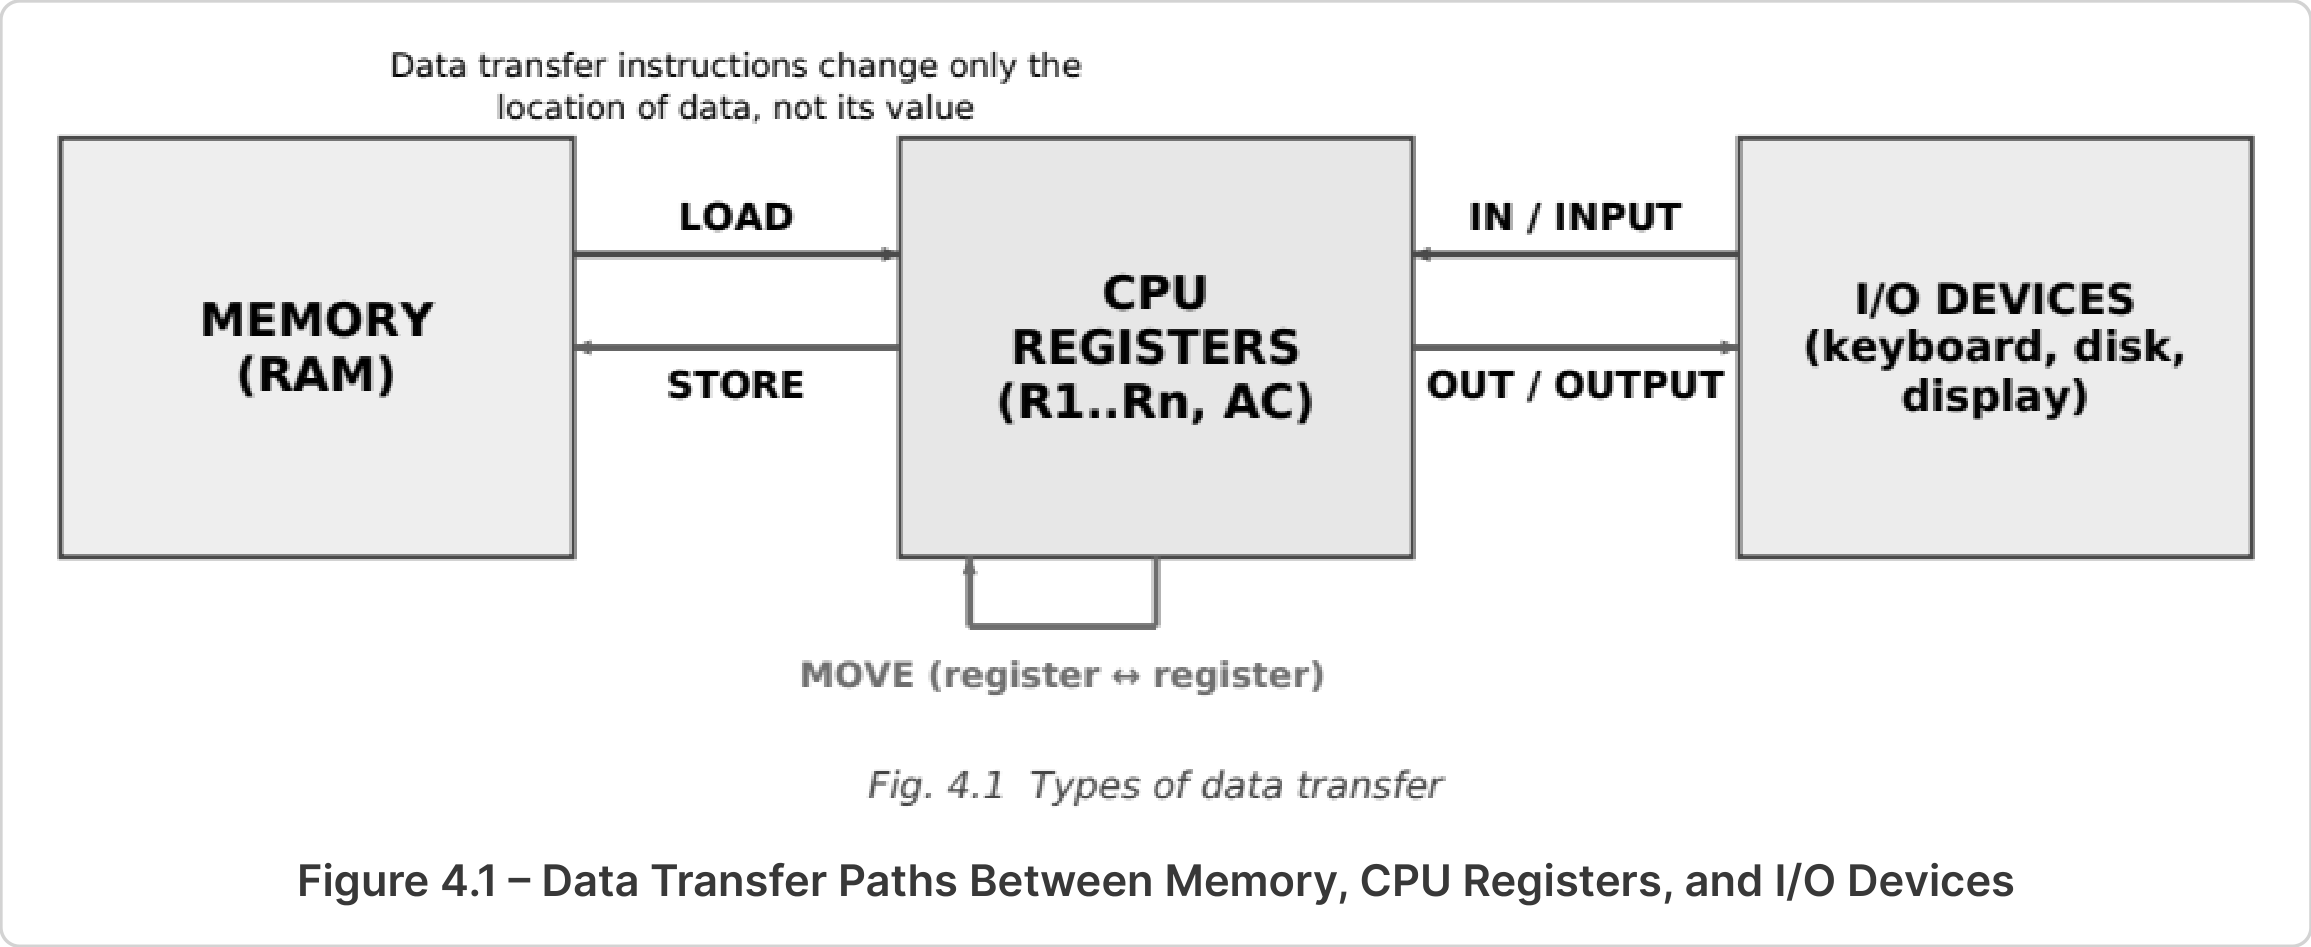 Data transfer instructions change only the
location of data, not its value
MEMORY
(RAM)
LOAD
STORE
CPU
REGISTERS
(R1..Rn, AC)
IN / INPUT
OUT / OUTPUT
I/O DEVICES
(keyboard, disk,
display)
MOVE (register ↔ register)
Fig. 4.1 Types of data transfer
Figure 4.1 – Data Transfer Paths Between Memory, CPU Registers, and I/O Devices